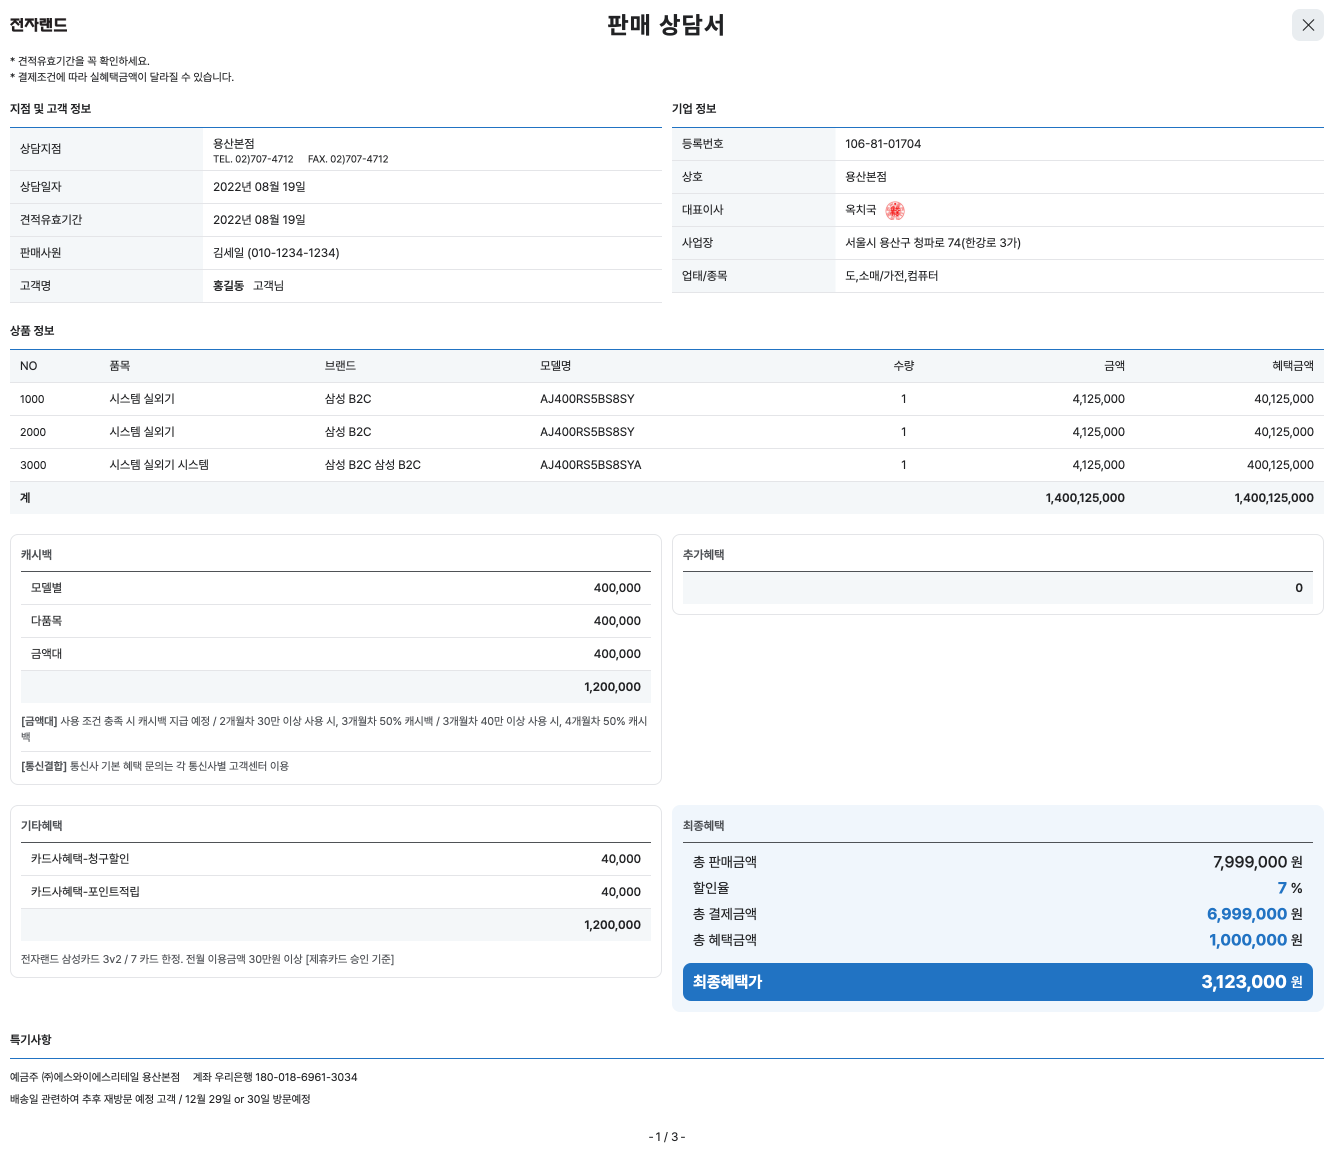 전자랜드
판매 상담서
* 견적유효기간을 꼭 확인하세요.
* 결제조건에 따라 실혜택금액이 달라질 수 있습니다.
지점 및 고객 정보
상담지점 용산본점
TEL. 02)707-4712 FAX. 02)707-4712
상담일자 2022년 08월 19일
견적유효기간 2022년 08월 19일
판매사원 김세일 (010-1234-1234)
고객명 홍길동 고객님
기업 정보
등록번호 106-81-01704
상호 용산본점
대표이사 옥치국
사업장 서울시 용산구 청파로 74(한강로 3가)
업태/종목 도,소매/가전,컴퓨터
상품 정보
NO 품목 브랜드 모델명 수량 금액 혜택금액
1000 시스템 실외기 삼성 B2C AJ400RS5BS8SY 1 4,125,000 40,125,000
2000 시스템 실외기 삼성 B2C AJ400RS5BS8SY 1 4,125,000 40,125,000
3000 시스템 실외기 시스템 삼성 B2C 삼성 B2C AJ400RS5BS8SYA 1 4,125,000 400,125,000
계 1,400,125,000 1,400,125,000
캐시백
모델별 400,000
다품목 400,000
금액대 400,000
1,200,000
[금액대] 사용 조건 충족 시 캐시백 지급 예정 / 2개월차 30만 이상 사용 시, 3개월차 50% 캐시백 / 3개월차 40만 이상 사용 시, 4개월차 50% 캐시
백
[통신결합] 통신사 기본 혜택 문의는 각 통신사별 고객센터 이용
추가혜택
0
기타혜택
카드사혜택-청구할인 40,000
카드사혜택-포인트적립 40,000
1,200,000
전자랜드 삼성카드 3v2 / 7 카드 한정. 전월 이용금액 30만원 이상 [제휴카드 승인 기준]
최종혜택
총 판매금액 7,999,000 원
할인율 7 %
총 결제금액 6,999,000 원
총 혜택금액 1,000,000 원
최종혜택가 3,123,000 원
특기사항
예금주 ㈜에스와이에스리테일 용산본점 계좌 우리은행 180-018-6961-3034
배송일 관련하여 추후 재방문 예정 고객 / 12월 29일 or 30일 방문예정
- 1 / 3 -